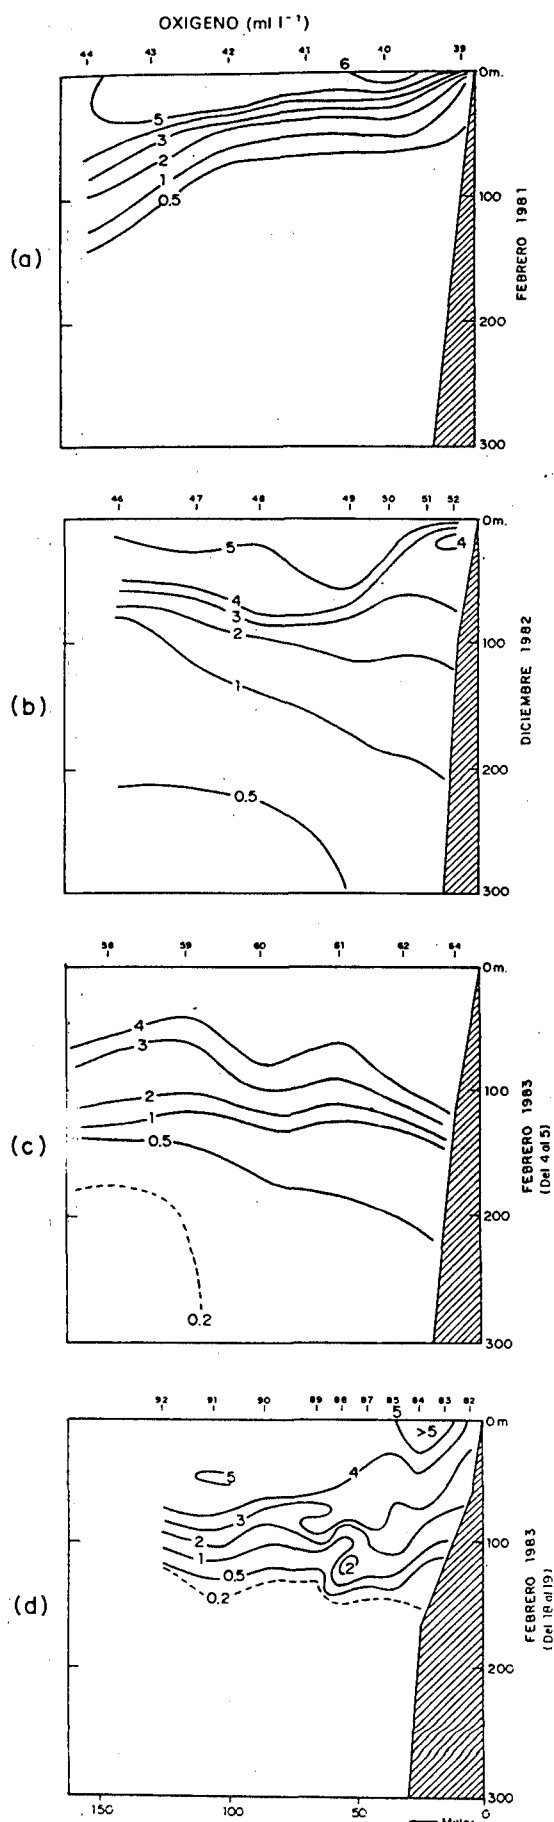 OXIGENO (ml l⁻¹)
44 43 42 41 40 39
6
0m.
5
3
2
1
0.5
100
200
300
(a)
FEBRERO 1981
46 47 48 49 50 51 52
0m.
5
4
4
3
2
100
1
200
0.5
300
(b)
DICIEMBRE 1982
58 59 60 61 62 64
0m.
4
3
2
100
1
0.5
200
0.2
300
(c)
FEBRERO 1983
(Del 4 al 5)
92 91 90 89 88 87 85 84 83 82
5
0m
>5
4
5
3
2
100
1
2
0.5
0.2
200
300
(d)
FEBRERO 1983
(Del 18 al 19)
150 100 50 0